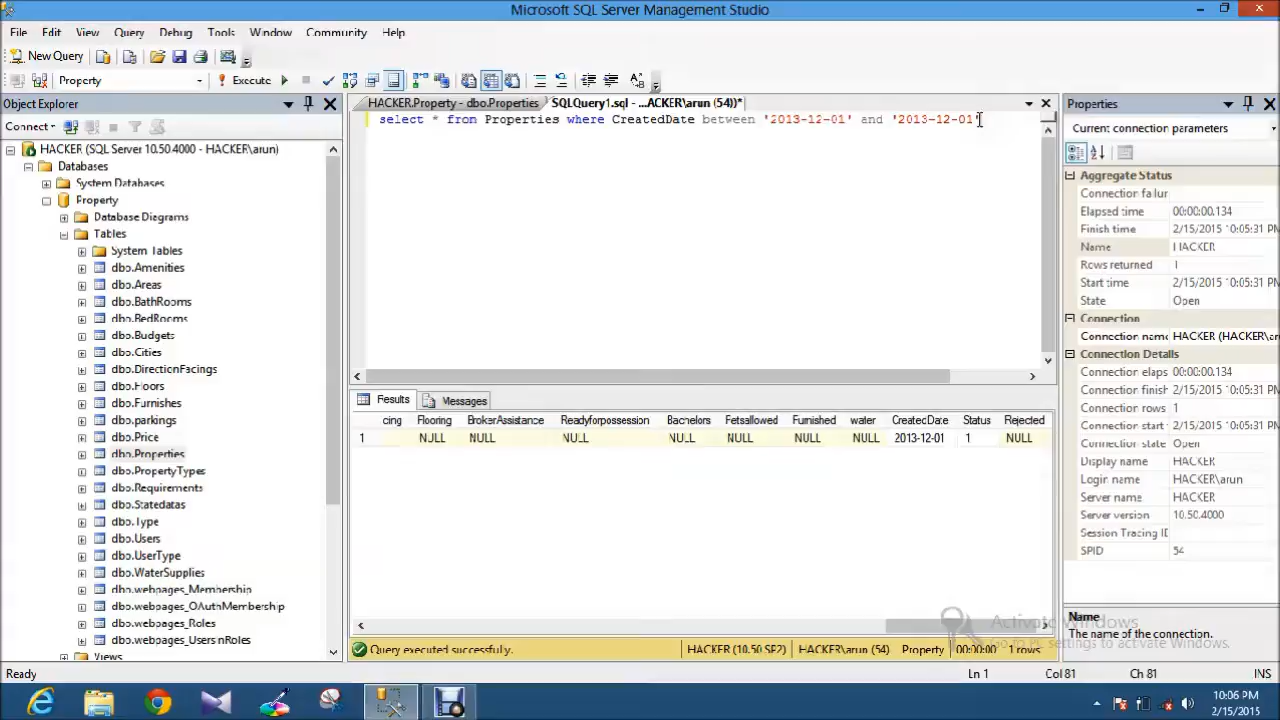 Microsoft SQL Server Management Studio
File Edit View Query Debug Tools Window Community Help
New Query
Property Execute
Object Explorer
HACKER.Property - dbo.Properties SQLQuery1.sql - ...ACKER\arun (54))*
Properties
Connect
select * from Properties where CreatedDate between '2013-12-01' and '2013-12-01'
Current connection parameters
HACKER (SQL Server 10.50.4000 - HACKER\arun)
Databases
System Databases
Property
Database Diagrams
Tables
System Tables
dbo.Amenities
dbo.Areas
dbo.BathRooms
dbo.BedRooms
dbo.Budgets
dbo.Cities
dbo.DirectionFacings
dbo.Floors
dbo.Furnishes
dbo.parkings
dbo.Price
dbo.Properties
dbo.PropertyTypes
dbo.Requirements
dbo.Statedatas
dbo.Type
dbo.Users
dbo.UserType
dbo.WaterSupplies
dbo.webpages_Membership
dbo.webpages_OAuthMembership
dbo.webpages_Roles
dbo.webpages_UsersInRoles
Views
Results Messages
cing Flooring BrokerAssistance Readyforpossession Bachelors Fetsallowed Furnished water CreatedDate Status Rejected
1 NULL NULL NULL NULL NULL NULL NULL 2013-12-01 1 NULL
Aggregate Status
Connection failur
Elapsed time 00:00:00.134
Finish time 2/15/2015 10:05:31 PM
Name HACKER
Rows returned 1
Start time 2/15/2015 10:05:31 PM
State Open
Connection
Connection name HACKER (HACKER\ar
Connection Details
Connection elaps 00:00:00.134
Connection finish 2/15/2015 10:05:31 PM
Connection rows 1
Connection start 2/15/2015 10:05:31 PM
Connection state Open
Display name HACKER
Login name HACKER\arun
Server name HACKER
Server version 10.50.4000
Session Tracing ID
SPID 54
Name
The name of the connection.
Activate Windows
Go to PC settings to activate Windows.
Query executed successfully. HACKER (10.50 SP2) HACKER\arun (54) Property 00:00:00 1 rows
Ready Ln 1 Col 81 Ch 81 INS
10:06 PM
2/15/2015